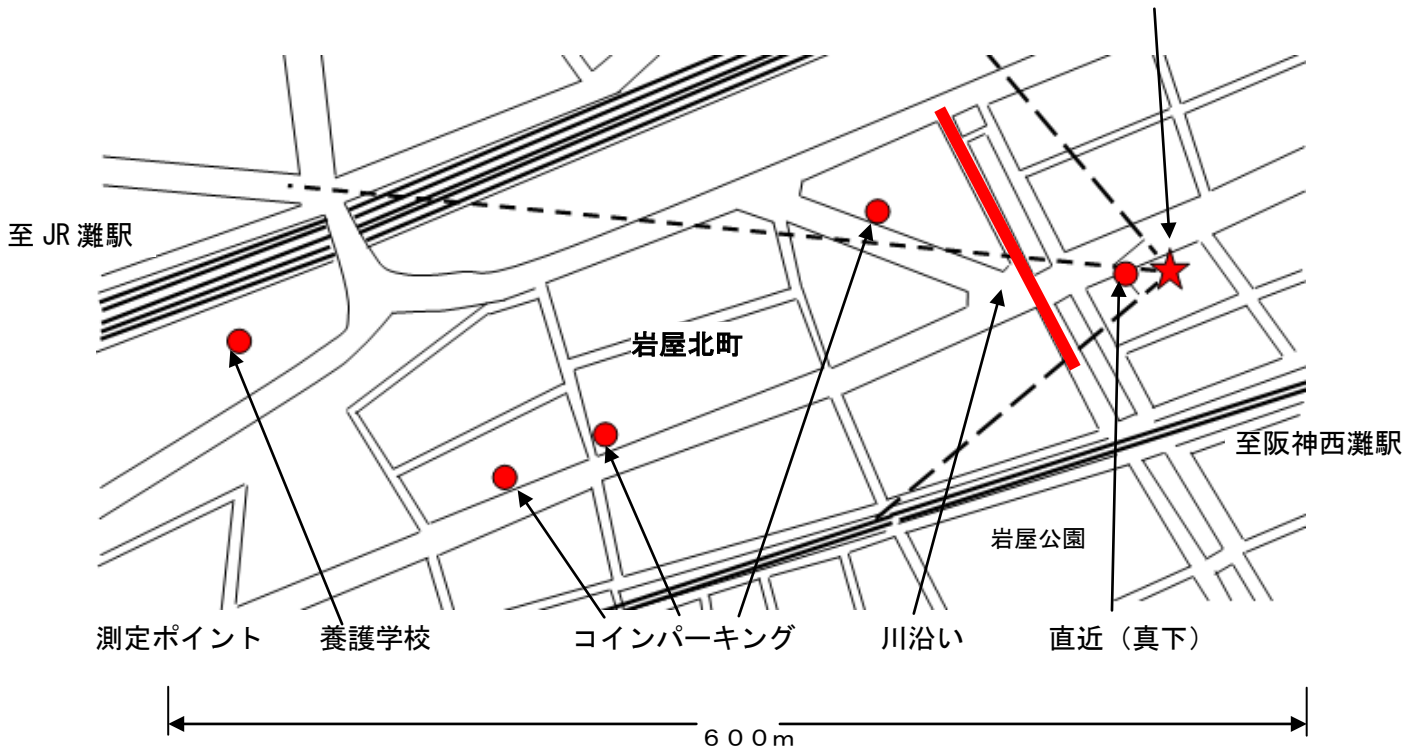 至 JR 灘駅
岩屋北町
至阪神西灘駅
岩屋公園
測定ポイント 養護学校 コインパーキング 川沿い 直近（真下）
６００ｍ